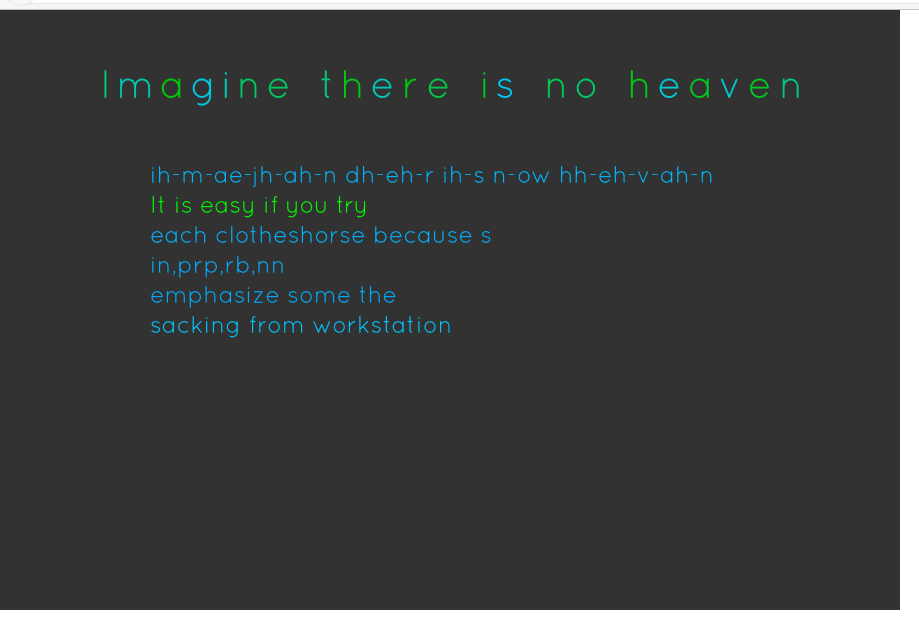 Imagine there is no heaven
ih-m-ae-jh-ah-n dh-eh-r ih-s n-ow hh-eh-v-ah-n
It is easy if you try
each clotheshorse because s
in,prp,rb,nn
emphasize some the
sacking from workstation